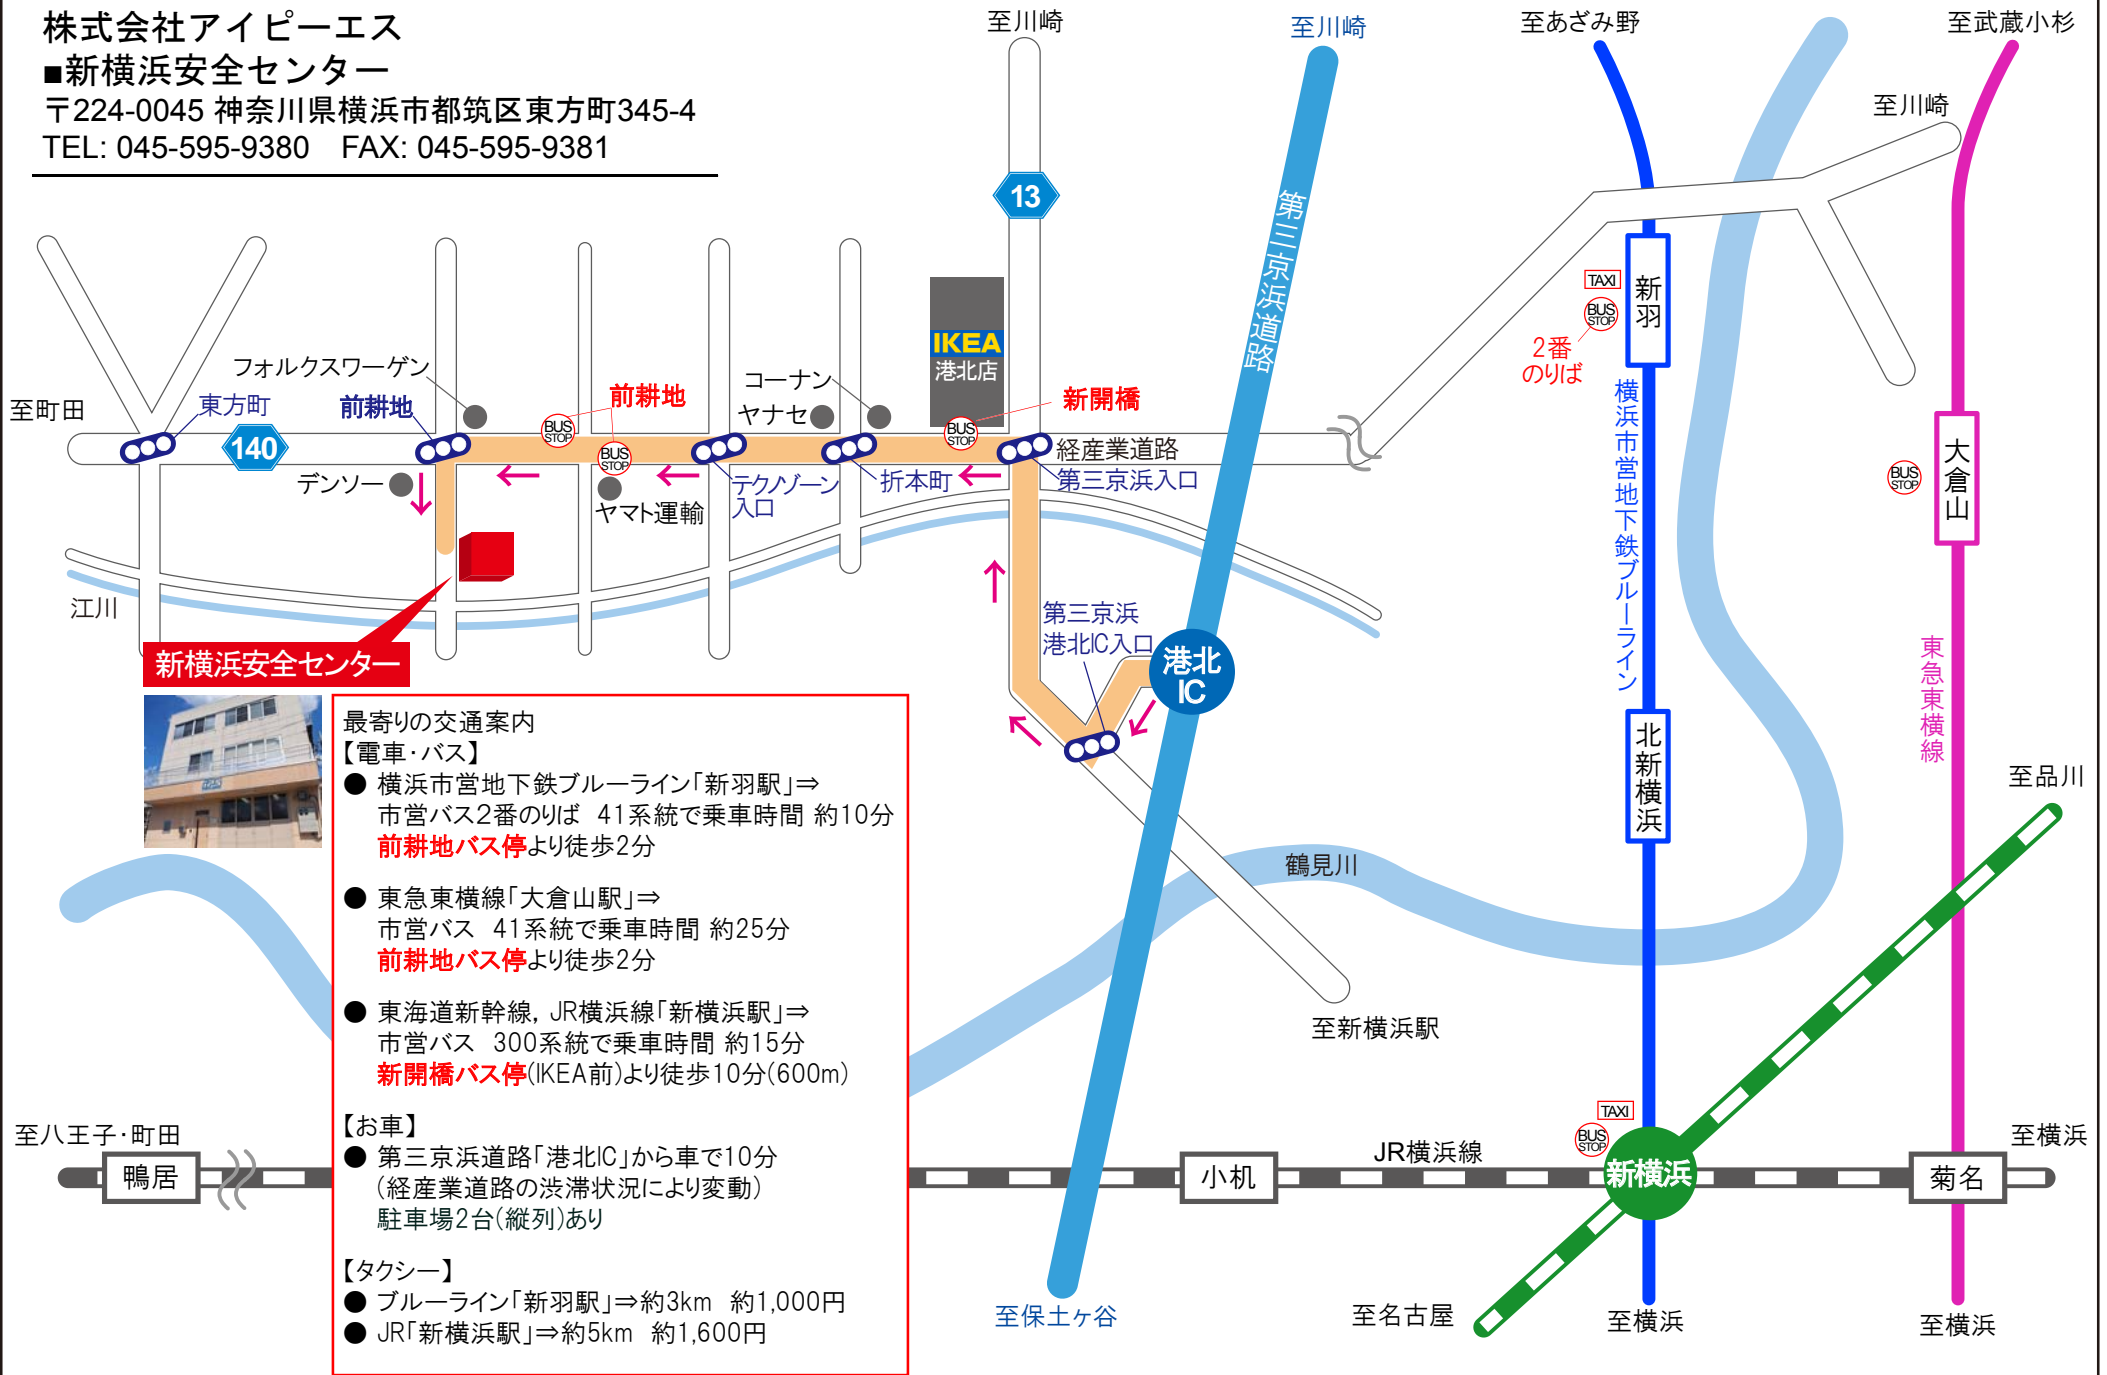 株式会社アイピーエス
■新横浜安全センター
〒224-0045 神奈川県横浜市都筑区東方町345-4
TEL: 045-595-9380　FAX: 045-595-9381
至川崎
至川崎
至あざみ野
至武蔵小杉
至川崎
13
第三京浜道路
TAXI
BUS STOP
2番
のりば
新羽
IKEA
港北店
フォルクスワーゲン
前耕地
BUS STOP
前耕地
BUS STOP
コーナン
ヤナセ
BUS STOP
新開橋
至町田
東方町
140
経産業道路
デンソー
ヤマト運輸
テクノゾーン
入口
折本町
第三京浜入口
横浜市営地下鉄ブルーライン
BUS STOP
大倉山
江川
新横浜安全センター
第三京浜
港北IC入口
港北
IC
東急東横線
北新横浜
至品川
鶴見川
至新横浜駅
最寄りの交通案内
【電車・バス】
● 横浜市営地下鉄ブルーライン「新羽駅」⇒
市営バス2番のりば 41系統で乗車時間 約10分
前耕地バス停より徒歩2分
● 東急東横線「大倉山駅」⇒
市営バス 41系統で乗車時間 約25分
前耕地バス停より徒歩2分
● 東海道新幹線，JR横浜線「新横浜駅」⇒
市営バス 300系統で乗車時間 約15分
新開橋バス停(IKEA前)より徒歩10分(600m)
【お車】
● 第三京浜道路「港北IC」から車で10分
(経産業道路の渋滞状況により変動)
駐車場2台(縦列)あり
【タクシー】
● ブルーライン「新羽駅」⇒約3km 約1,000円
● JR「新横浜駅」⇒約5km 約1,600円
至八王子・町田
鴨居
小机
JR横浜線
TAXI
BUS STOP
新横浜
菊名
至横浜
至保土ヶ谷
至名古屋
至横浜
至横浜